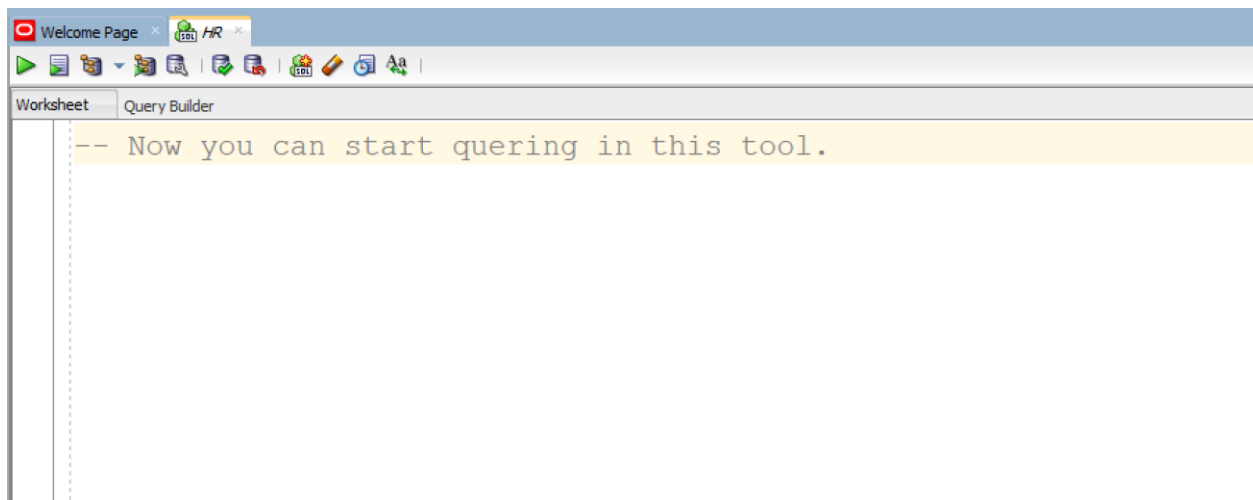 Welcome Page
HR
Worksheet
Query Builder
-- Now you can start quering in this tool.